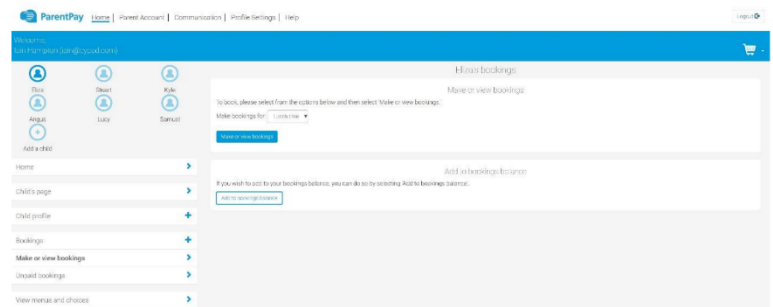 ParentPay Home | Parent Account | Communication | Profile Settings | Help
Logout
Welcome
Kyle
Angus Lucy Samuel
Add a child
Home
Child's page
Child profile
Bookings
Make or view bookings
Unpaid bookings
View menus and choices
bookings
Make or view bookings
To book, please select from the options below and then select 'Make or view bookings'.
Make bookings for:
Make or view bookings
Add to bookings balance
If you wish to add to your bookings balance, you can do so by selecting 'Add to bookings balance'.
Add to bookings balance